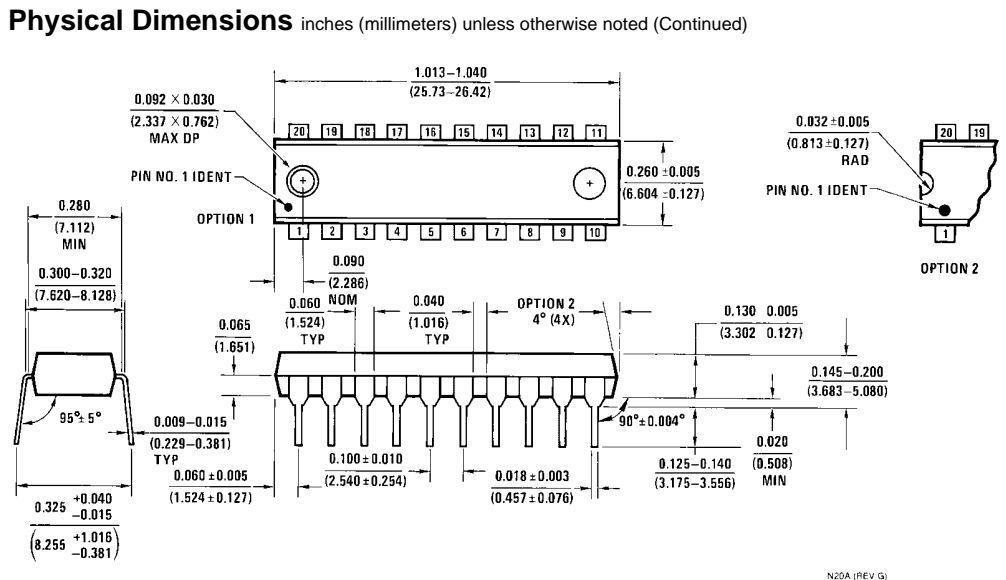 Physical Dimensions inches (millimeters) unless otherwise noted (Continued)
1.013–1.040
(25.73–26.42)
0.092 × 0.030
(2.337 × 0.762)
MAX DP
20 19 18 17 16 15 14 13 12 11
PIN NO. 1 IDENT
OPTION 1
0.260 ±0.005
(6.604 ±0.127)
1 2 3 4 5 6 7 8 9 10
0.032 ±0.005
(0.813 ±0.127)
RAD
20 19
PIN NO. 1 IDENT
1
OPTION 2
0.280
(7.112)
MIN
0.300–0.320
(7.620–8.128)
0.090
(2.286)
NOM
0.060
(1.524)
TYP
0.040
(1.016)
TYP
OPTION 2
4° (4X)
0.065
(1.651)
0.130 0.005
(3.302 0.127)
0.145–0.200
(3.683–5.080)
95° ± 5°
0.009–0.015
(0.229–0.381)
TYP
90° ±0.004°
0.020
(0.508)
MIN
0.125–0.140
(3.175–3.556)
0.100 ±0.010
(2.540 ±0.254)
0.018 ±0.003
(0.457 ±0.076)
0.060 ±0.005
(1.524 ±0.127)
0.325 +0.040
–0.015
(8.255 +1.016
–0.381)
N20A (REV G)